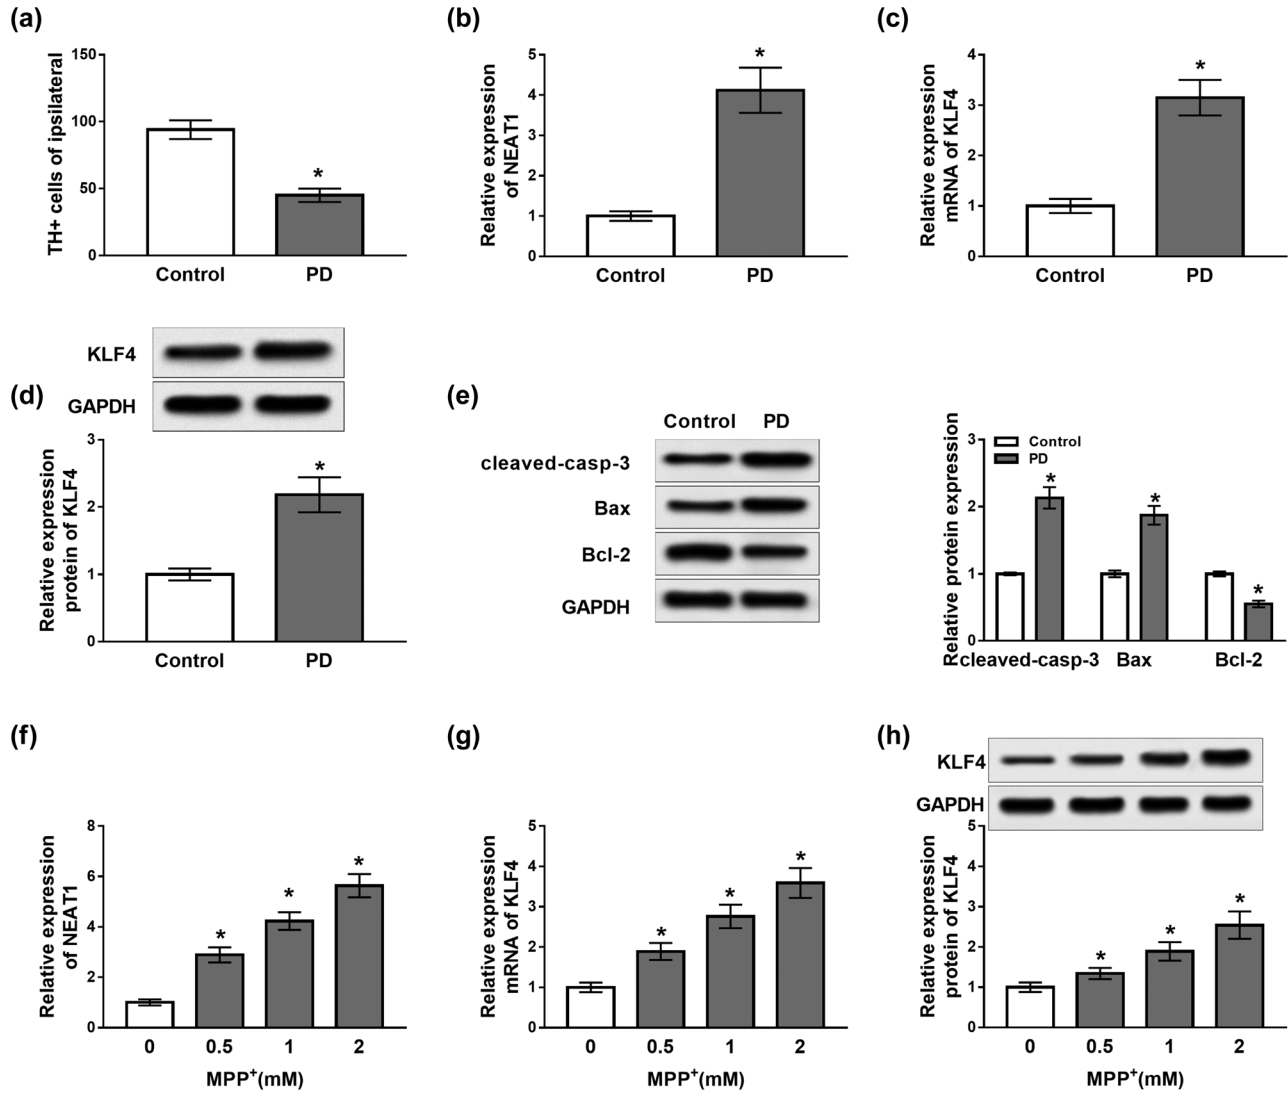 (a)
TH+ cells of ipsilateral
150
100
50
0
*
Control PD
(b)
Relative expression
of NEAT1
5
4
3
2
1
0
*
Control PD
(c)
Relative expression
mRNA of KLF4
4
3
2
1
0
*
Control PD
(d)
KLF4
GAPDH
Relative expression
protein of KLF4
3
2
1
0
*
Control PD
(e)
Control PD
cleaved-casp-3
Bax
Bcl-2
GAPDH
Relative protein expression
3
2
1
0
Control
PD
*
*
*
cleaved-casp-3 Bax Bcl-2
(f)
Relative expression
of NEAT1
8
6
4
2
0
*
*
*
0 0.5 1 2
MPP+(mM)
(g)
Relative expression
mRNA of KLF4
5
4
3
2
1
0
*
*
*
0 0.5 1 2
MPP+(mM)
(h)
KLF4
GAPDH
Relative expression
protein of KLF4
5
4
3
2
1
0
*
*
*
0 0.5 1 2
MPP+(mM)